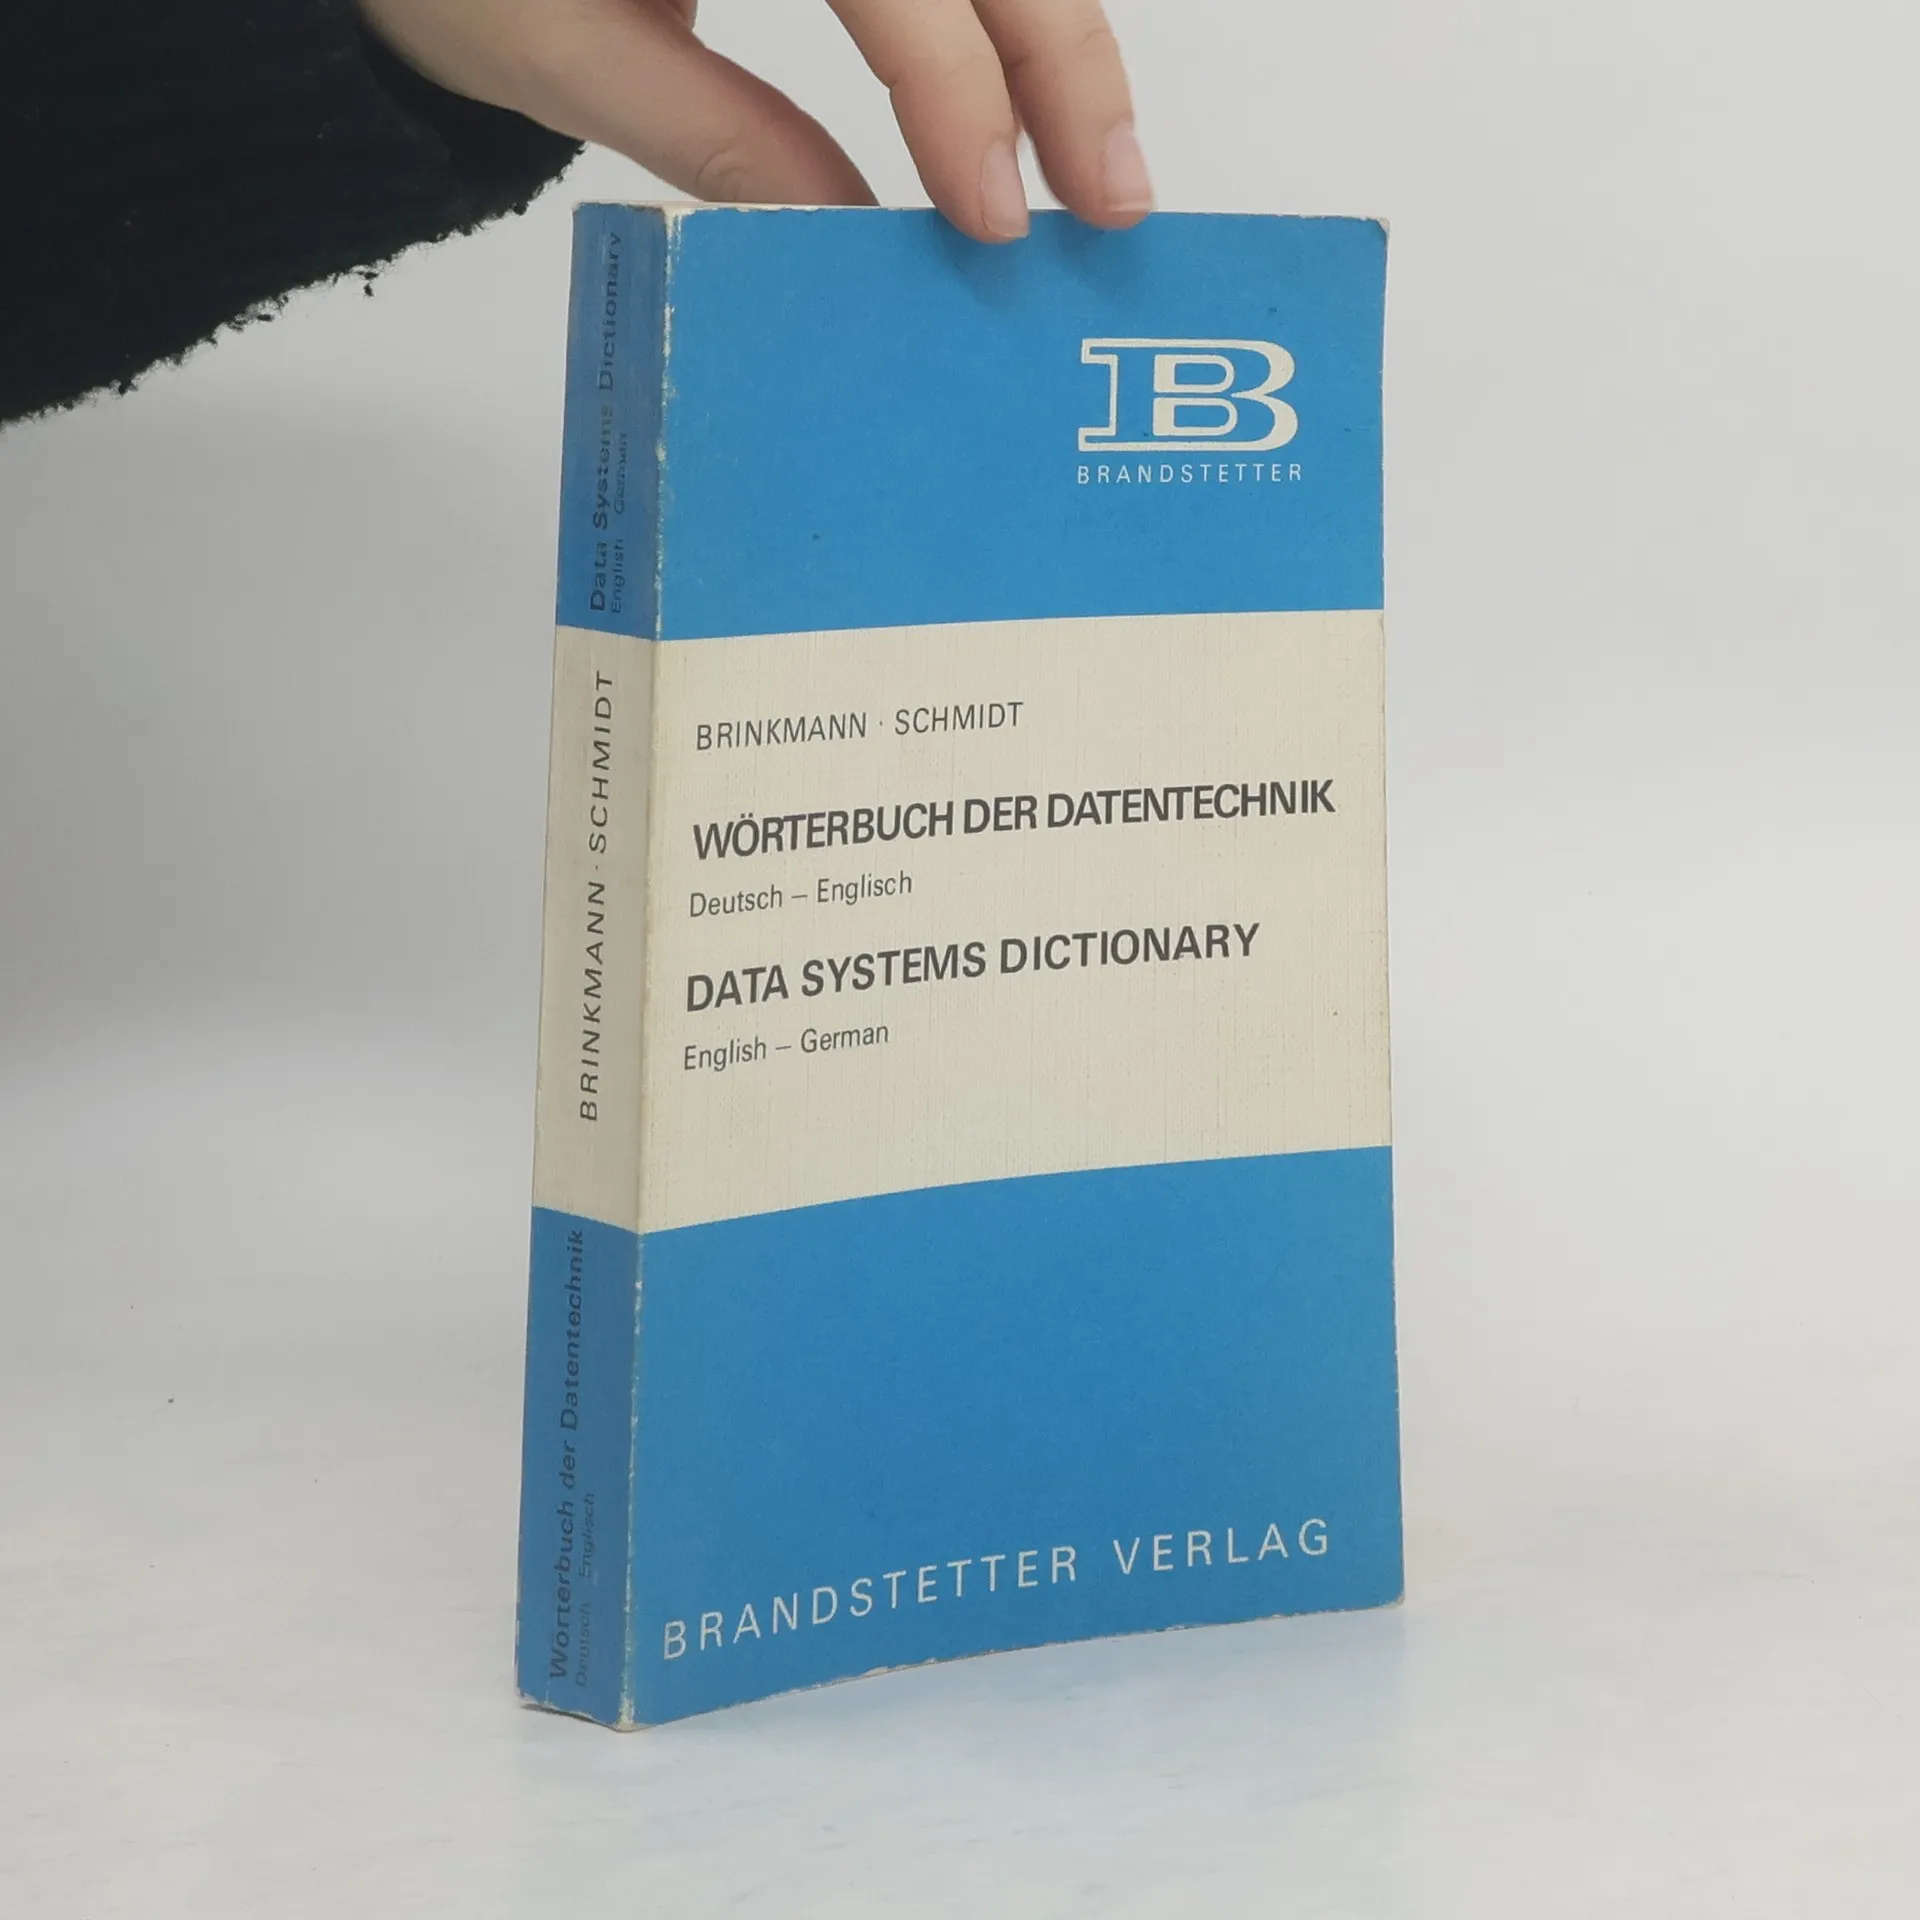 B
BRANDSTETTER
BRINKMANN · SCHMIDT
WÖRTERBUCH DER DATENTECHNIK
Deutsch – Englisch
DATA SYSTEMS DICTIONARY
English – German
BRANDSTETTER VERLAG
Data Systems Dictionary
English German
BRINKMANN · SCHMIDT
Wörterbuch der Datentechnik
Deutsch Englisch